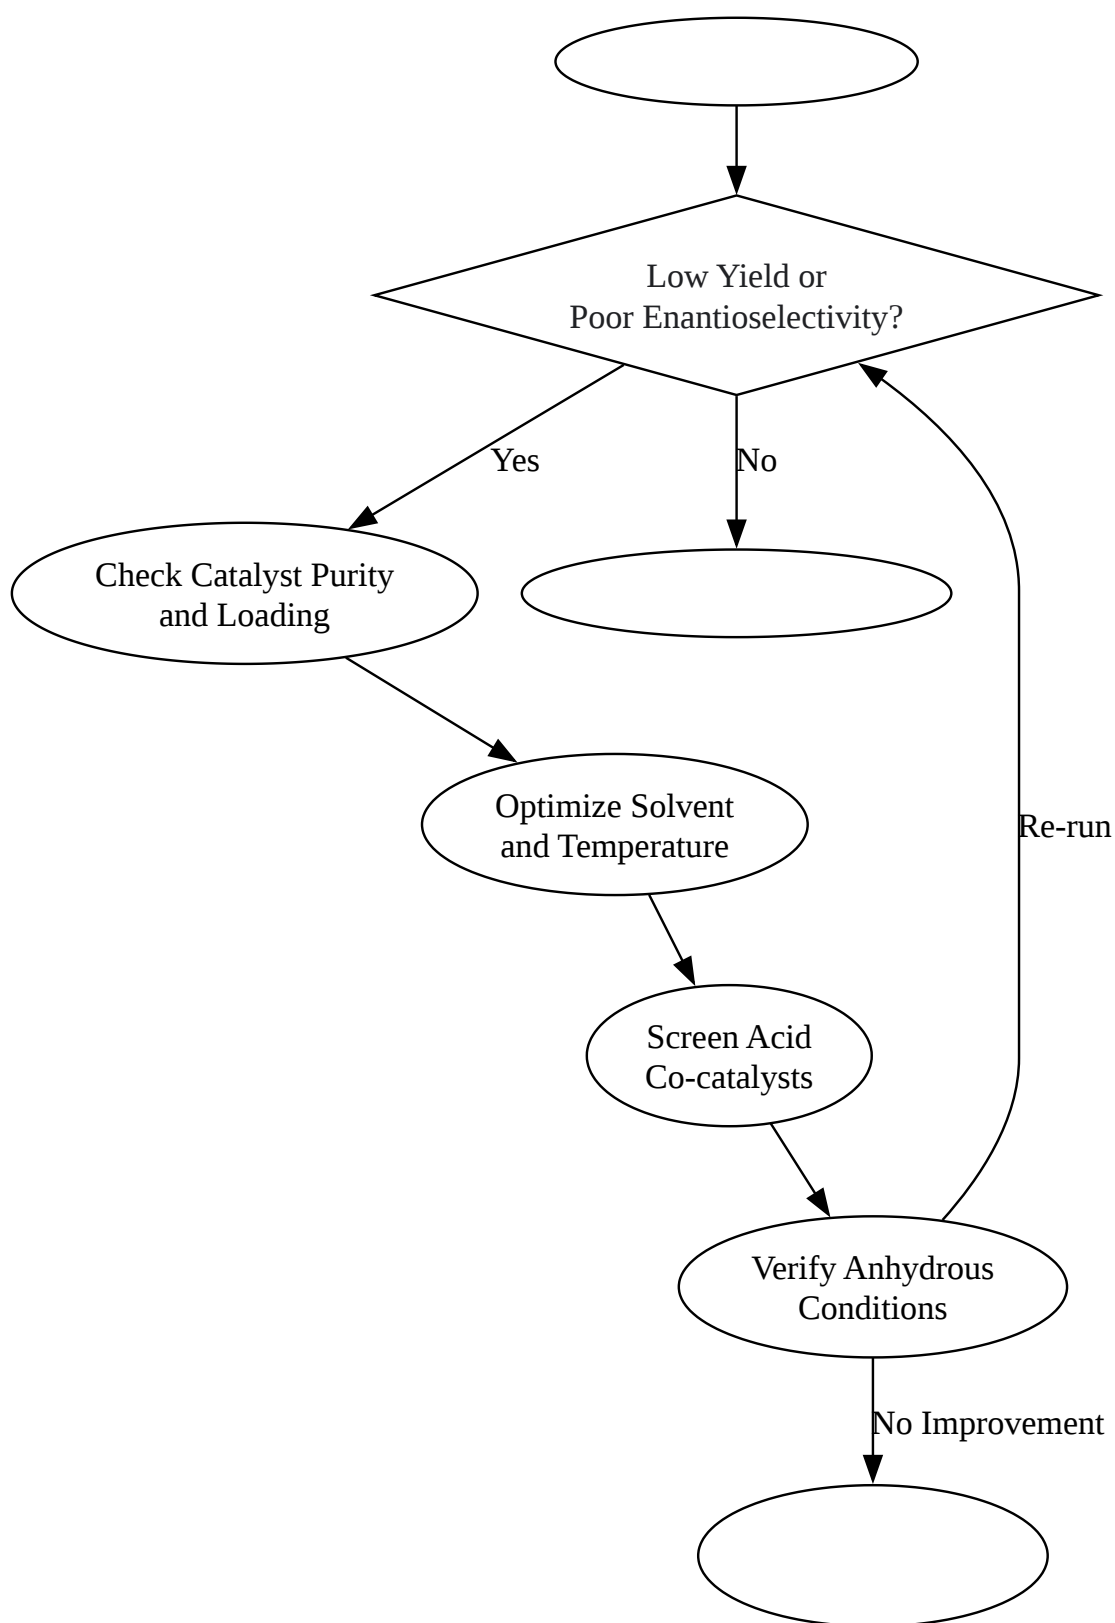 Low Yield or
Poor Enantioselectivity?
Yes
No
Check Catalyst Purity
and Loading
Optimize Solvent
and Temperature
Re-run
Screen Acid
Co-catalysts
Verify Anhydrous
Conditions
No Improvement